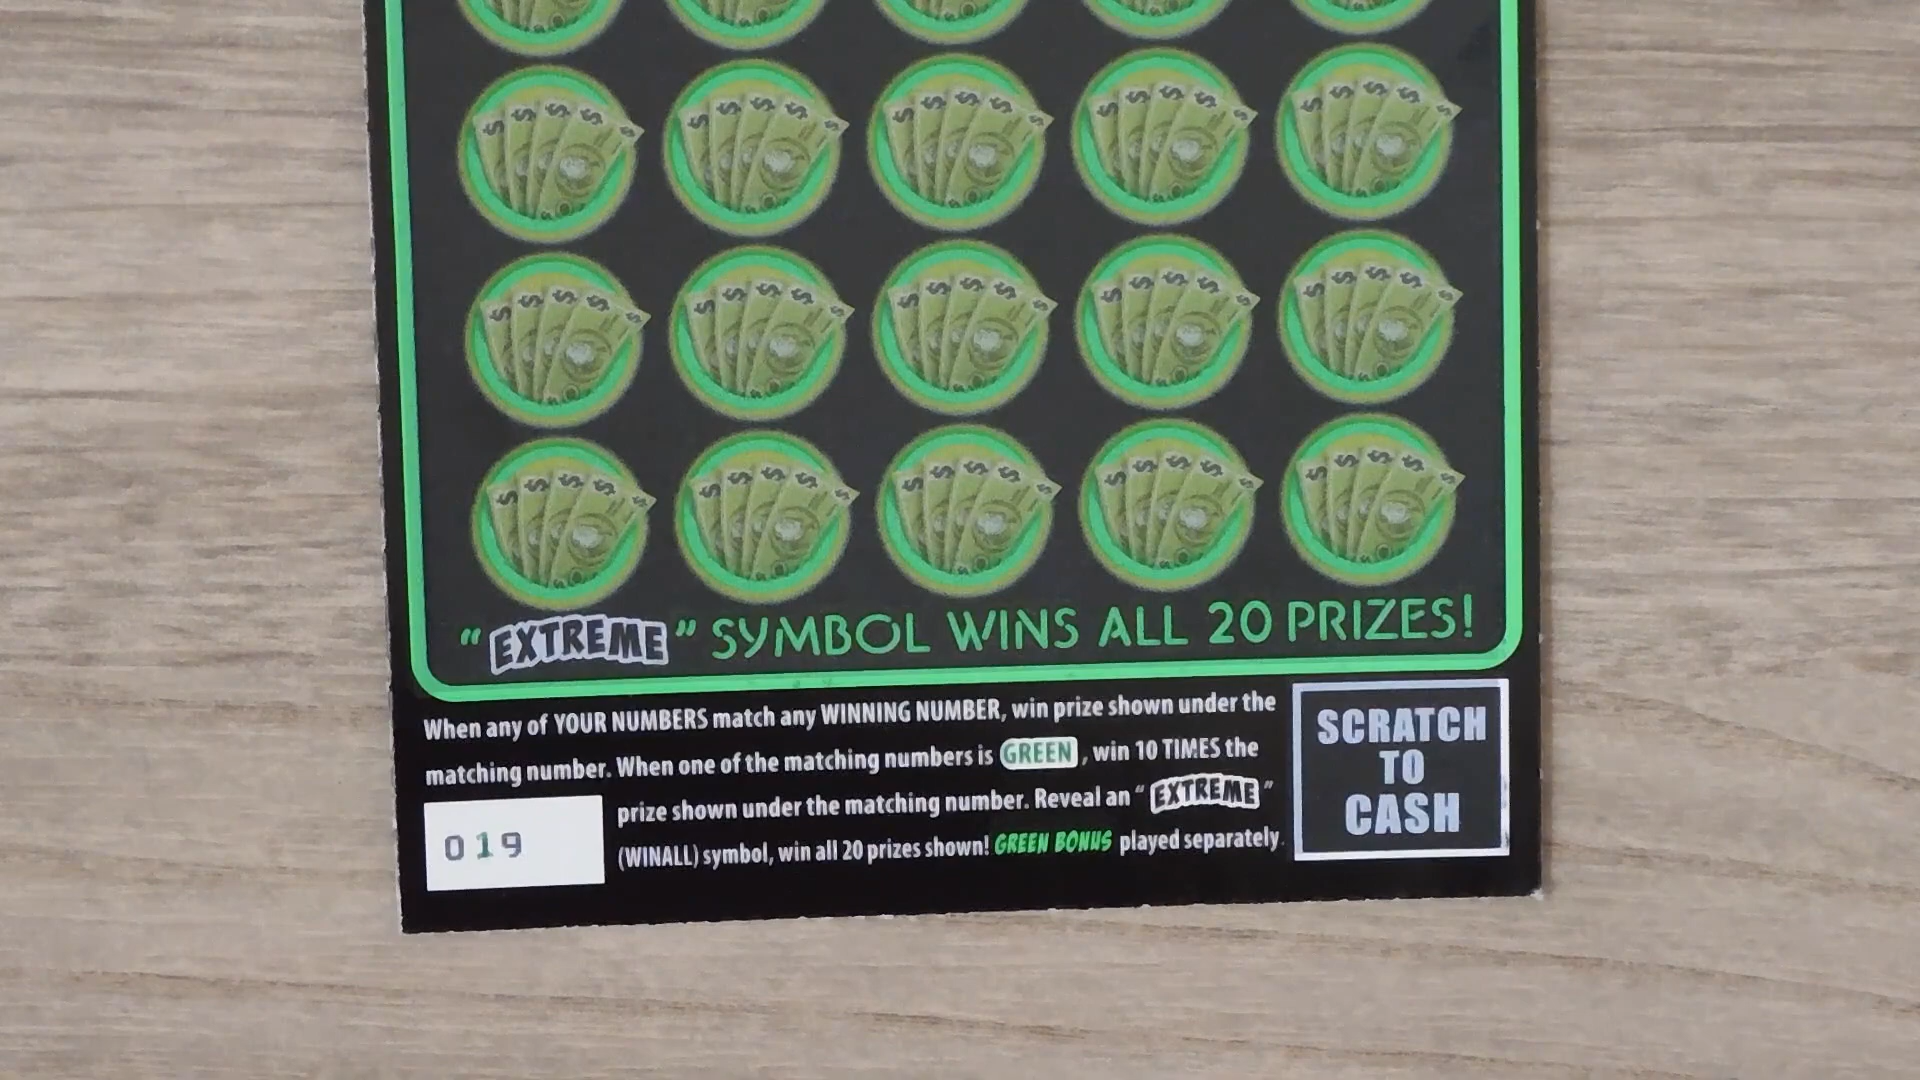 "EXTREME" SYMBOL WINS ALL 20 PRIZES!
When any of YOUR NUMBERS match any WINNING NUMBER, win prize shown under the
matching number. When one of the matching numbers is GREEN, win 10 TIMES the
prize shown under the matching number. Reveal an "EXTREME"
(WINALL) symbol, win all 20 prizes shown! GREEN BONUS played separately.
019
SCRATCH
TO
CASH